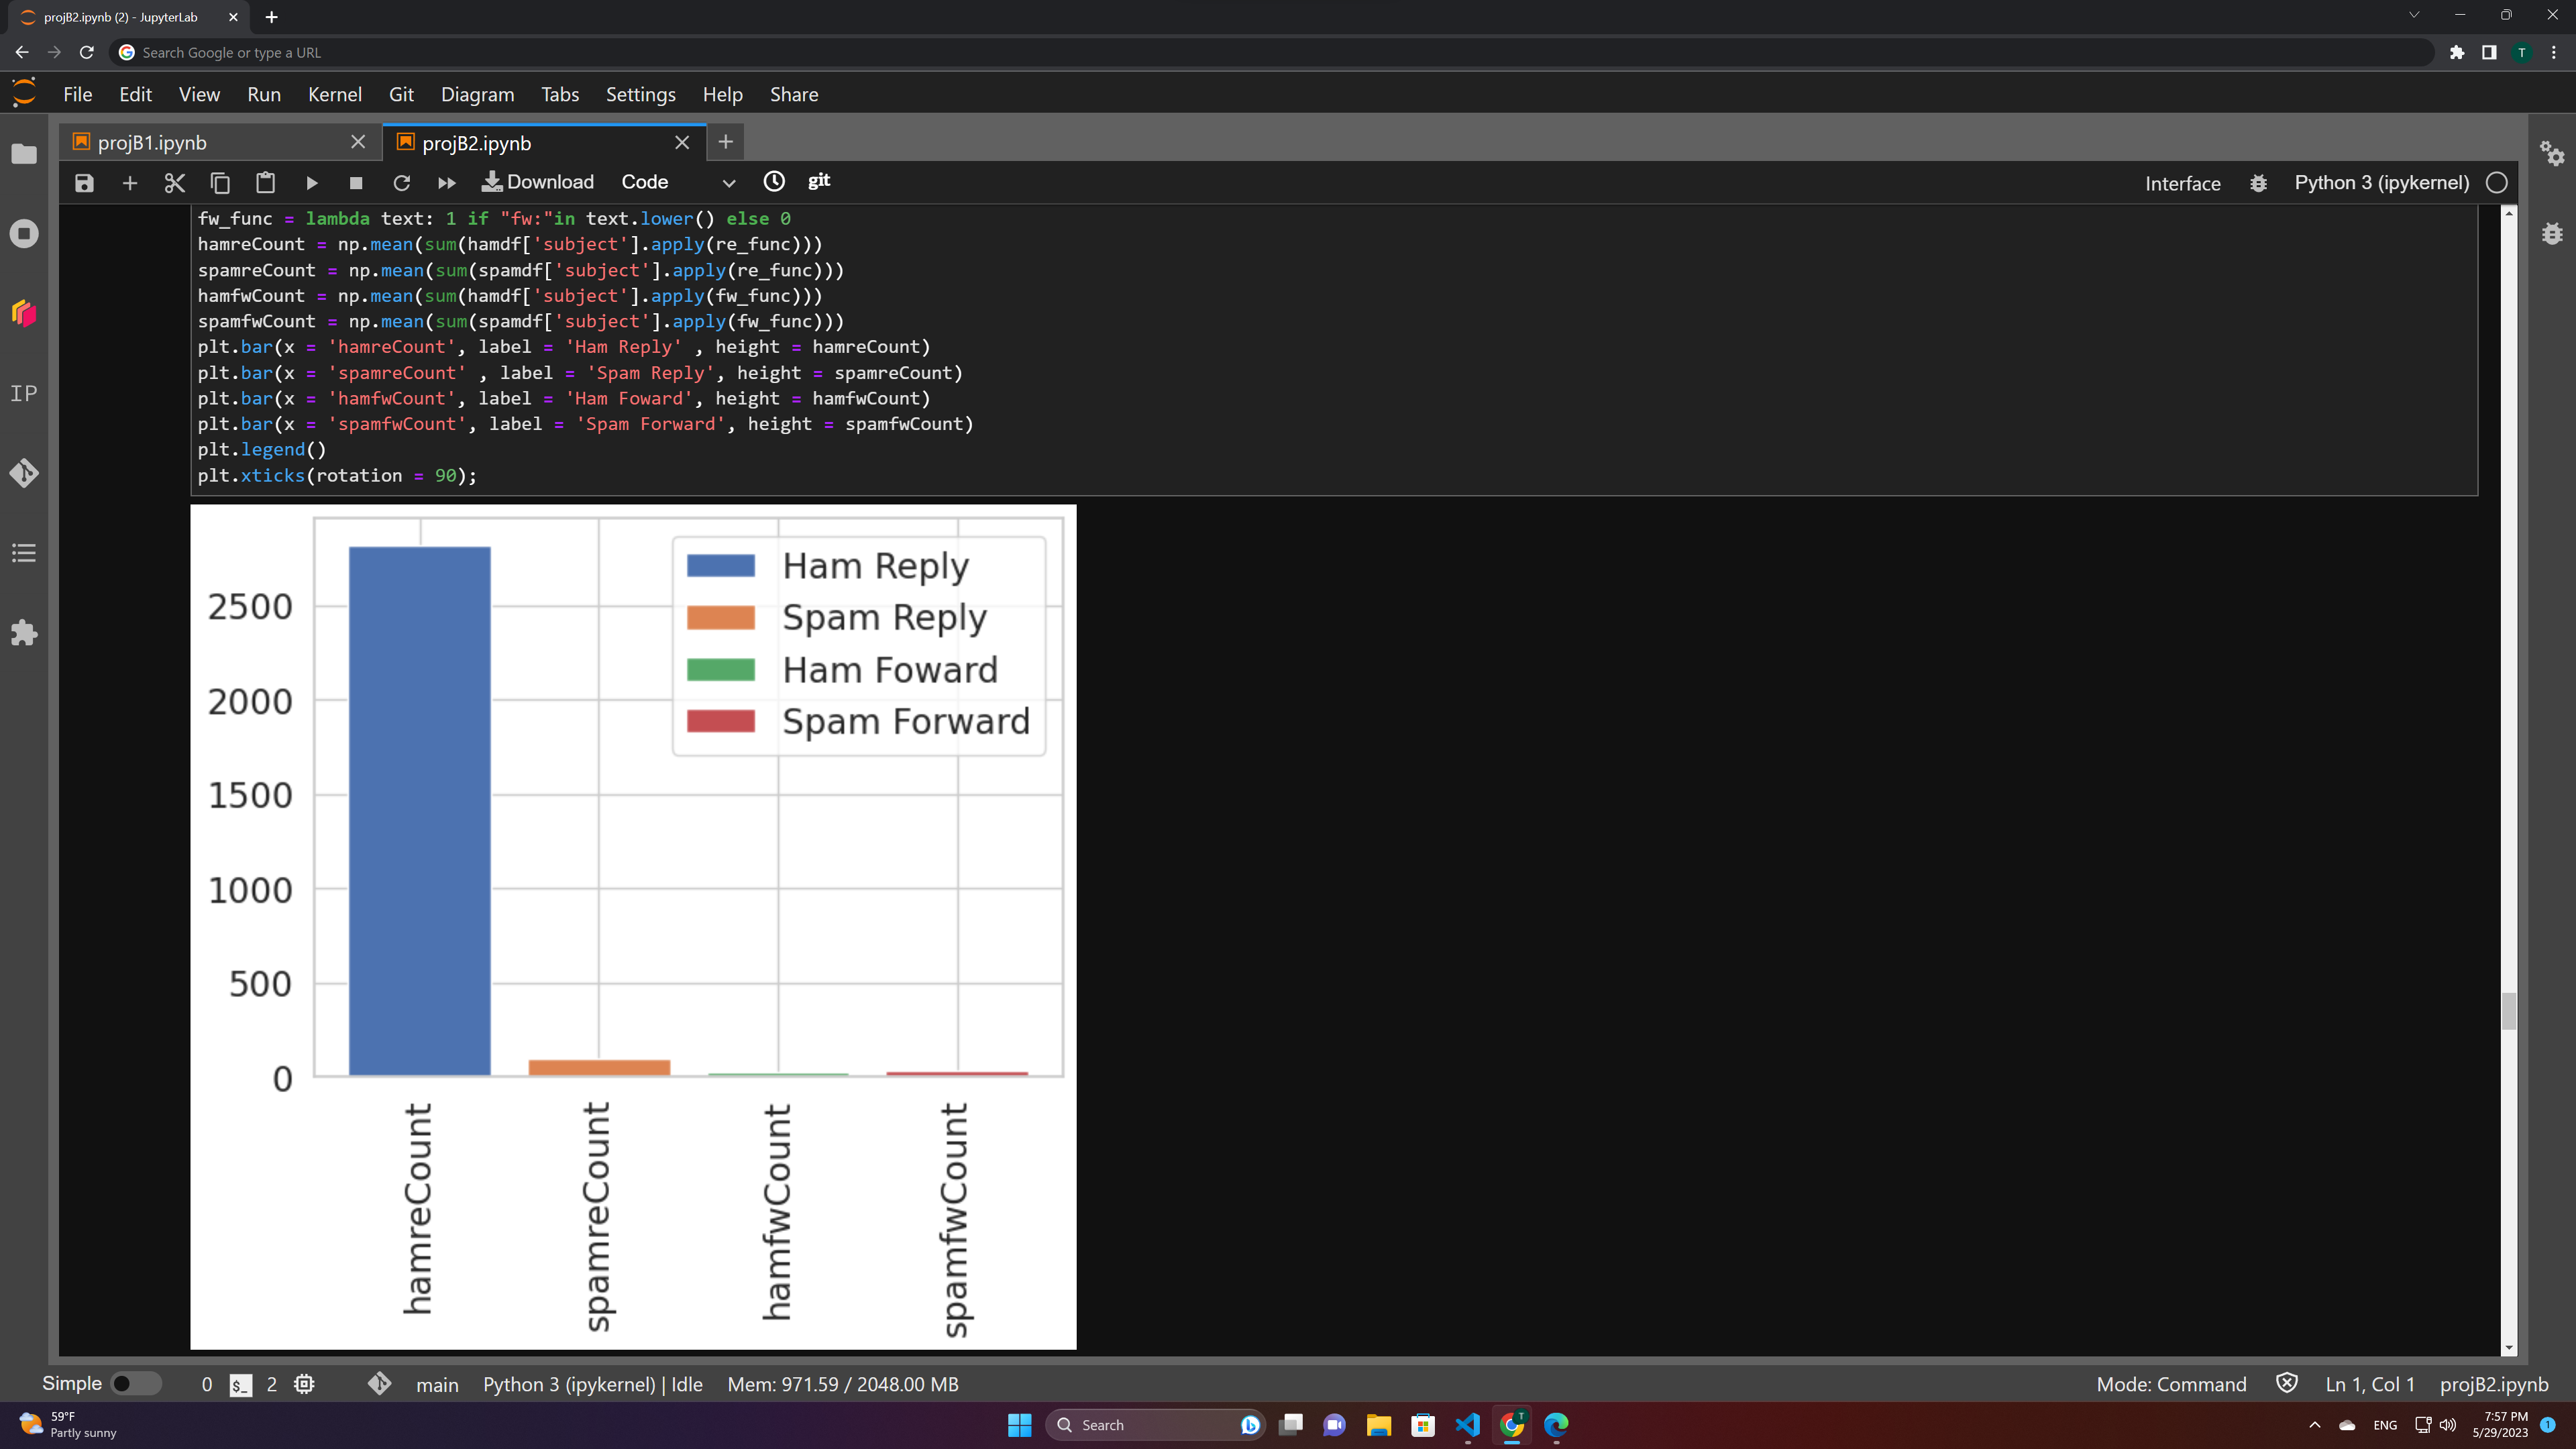 projB2.ipynb (2) - JupyterLab
Search Google or type a URL
T
File Edit View Run Kernel Git Diagram Tabs Settings Help Share
projB1.ipynb
projB2.ipynb
Download Code git Interface Python 3 (ipykernel)
IP
fw_func = lambda text: 1 if "fw:"in text.lower() else 0
hamreCount = np.mean(sum(hamdf['subject'].apply(re_func)))
spamreCount = np.mean(sum(spamdf['subject'].apply(re_func)))
hamfwCount = np.mean(sum(hamdf['subject'].apply(fw_func)))
spamfwCount = np.mean(sum(spamdf['subject'].apply(fw_func)))
plt.bar(x = 'hamreCount', label = 'Ham Reply' , height = hamreCount)
plt.bar(x = 'spamreCount' , label = 'Spam Reply', height = spamreCount)
plt.bar(x = 'hamfwCount', label = 'Ham Foward', height = hamfwCount)
plt.bar(x = 'spamfwCount', label = 'Spam Forward', height = spamfwCount)
plt.legend()
plt.xticks(rotation = 90);
Ham Reply
Spam Reply
Ham Foward
Spam Forward
2500
2000
1500
1000
500
0
hamreCount
spamreCount
hamfwCount
spamfwCount
Simple 0 $_ 2 main Python 3 (ipykernel) | Idle Mem: 971.59 / 2048.00 MB
Mode: Command Ln 1, Col 1 projB2.ipynb
59°F
Partly sunny
Search
T
ENG
7:57 PM
5/29/2023
1